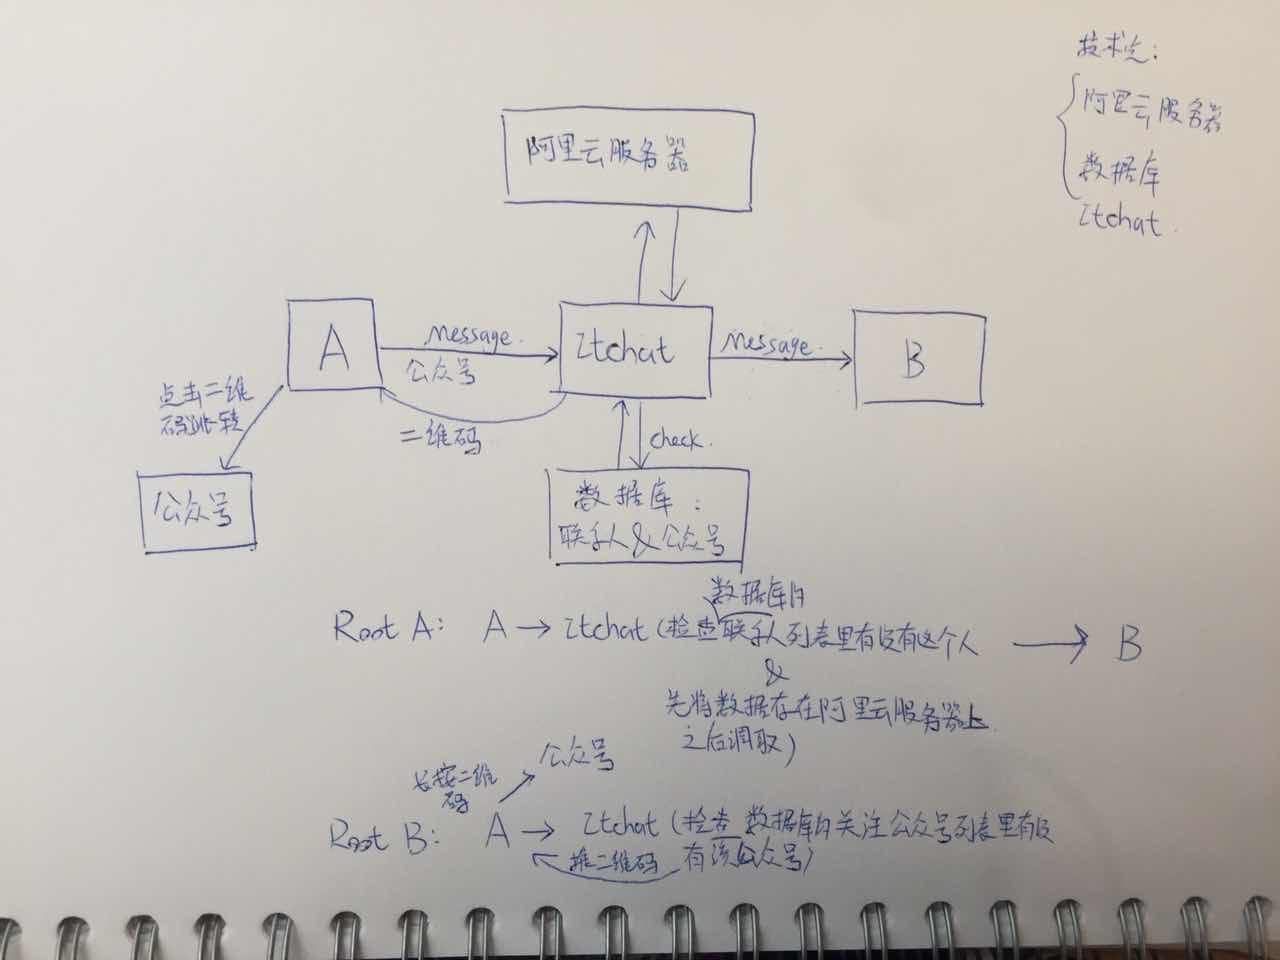 技术点:
阿里云服务器
数据库
Itchat.
阿里云服务器
A
Message.
公众号
Itchat
Message.
B
点击二维
码跳转
二维码
check.
公众号
数据库:
联系人&公众号
数据库内
Root A: A → Itchat (检查联系人列表里有没有这个人 → B
&
先将数据存在阿里云服务器上
之后调取)
公众号
长按二维
码
Root B: A → Itchat (检查数据库内关注公众号列表里有没
推二维码 有该公众号)